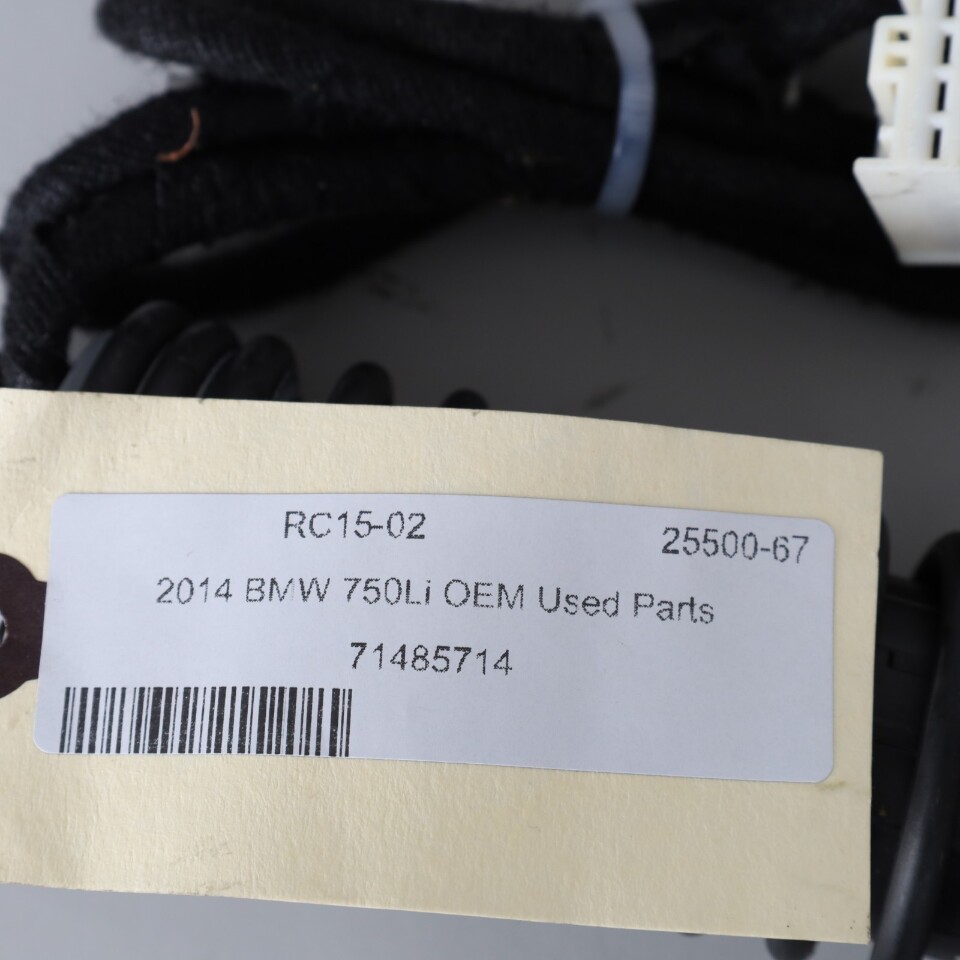 RC15-02 25500-67
2014 BMW 750Li OEM Used Parts
71485714